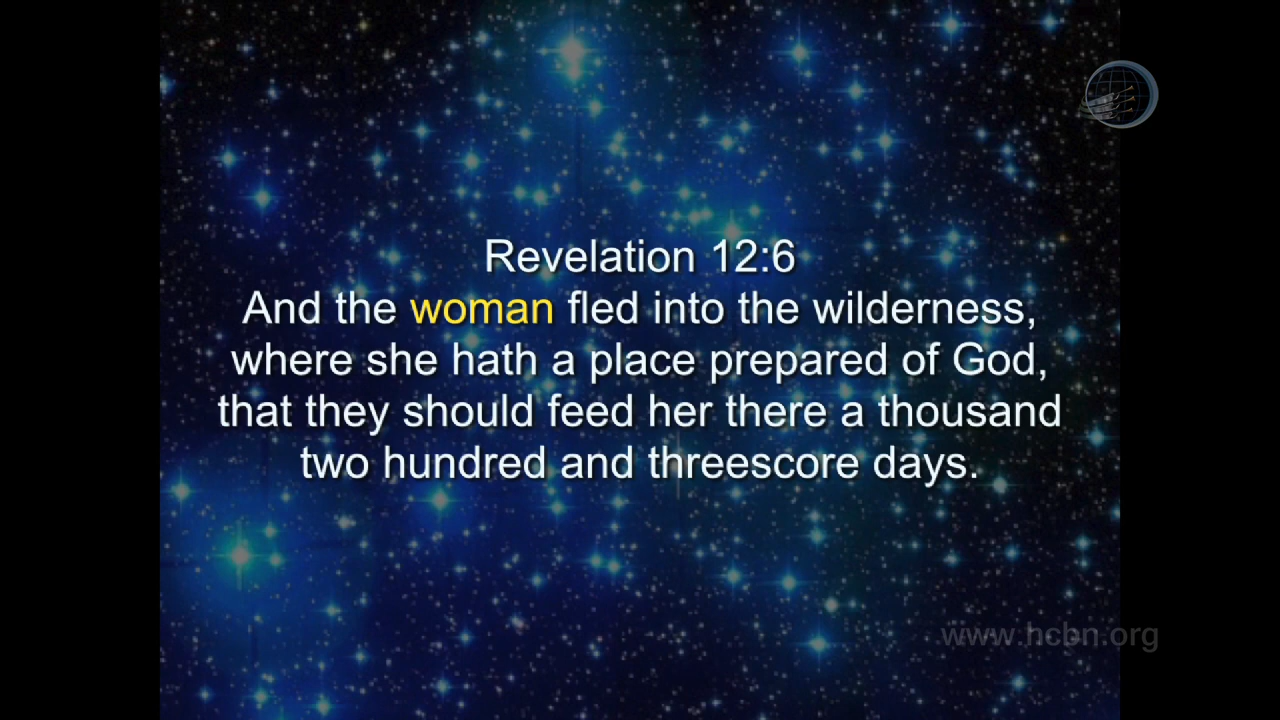 Revelation 12:6
And the woman fled into the wilderness,
where she hath a place prepared of God,
that they should feed her there a thousand
two hundred and threescore days.
www.hcbn.org